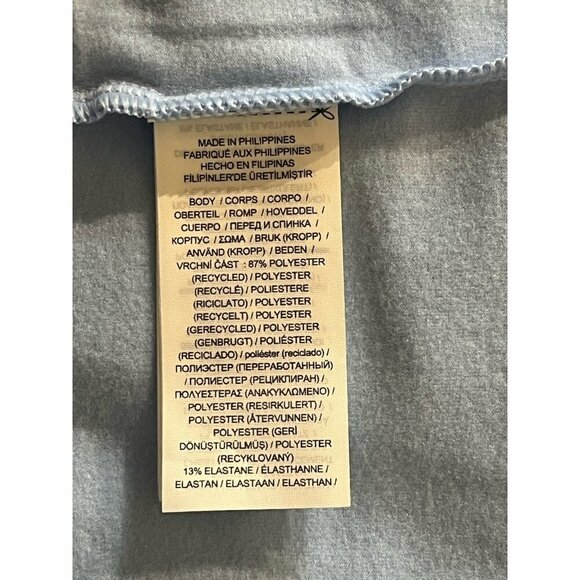 MADE IN PHILIPPINES
FABRIQUÉ AUX PHILIPPINES
HECHO EN FILIPINAS
FİLİPİNLER'DE ÜRETİLMİŞTİR
BODY / CORPS / CORPO /
OBERTEIL / ROMP / HOVEDDEL /
CUERPO / ПЕРЕД И СПИНКА /
КОРПУС / ΣΩΜΑ / BRUK (KROPP) /
ANVÄND (KROPP) / BEDEN /
VRCHNÍ ČÁST : 87% POLYESTER
(RECYCLED) / POLYESTER
(RECYCLÉ) / POLIESTERE
(RICICLATO) / POLYESTER
(RECYCELT) / POLYESTER
(GERECYCLED) / POLYESTER
(GENBRUGT) / POLIÉSTER
(RECICLADO) / poliéster (reciclado) /
ПОЛИЭСТЕР (ПЕРЕРАБОТАННЫЙ)
/ ПОЛИЕСТЕР (РЕЦИКЛИРАН) /
ΠΟΛΥΕΣΤΕΡΑΣ (ΑΝΑΚΥΚΛΩΜΕΝΟ) /
POLYESTER (RESIRKULERT) /
POLYESTER (ÅTERVUNNEN) /
POLYESTER (GERİ
DÖNÜŞTÜRÜLMÜŞ) / POLYESTER
(RECYKLOVANÝ)
13% ELASTANE / ÉLASTHANNE /
ELASTAN / ELASTAAN / ELASTHAN /